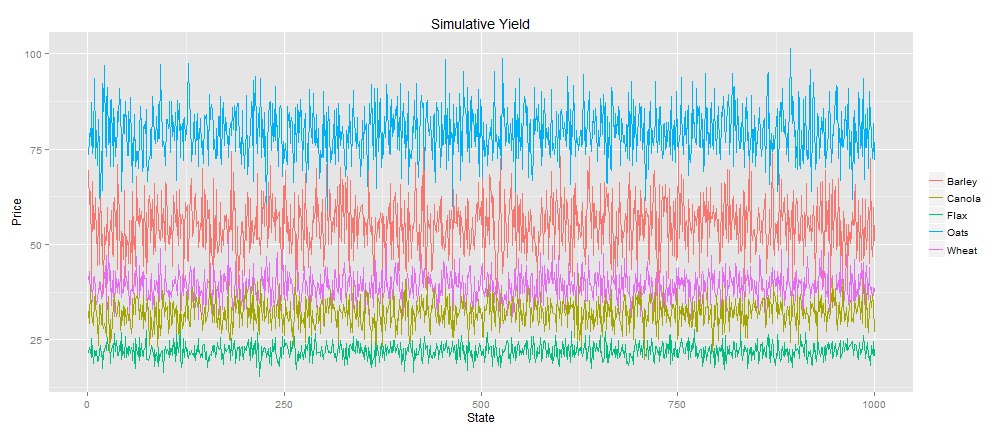 Simulative Yield
Price
100
75
50
25
0
250
500
750
1000
State
Barley
Canola
Flax
Oats
Wheat